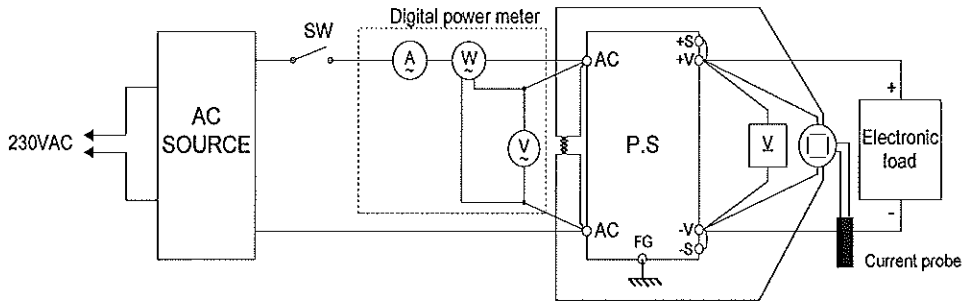 Digital power meter
SW
A
W
+S
+V
AC
AC
SOURCE
230VAC
V
P.S
V
+
Electronic
load
-
AC
FG
-V
-S
Current probe